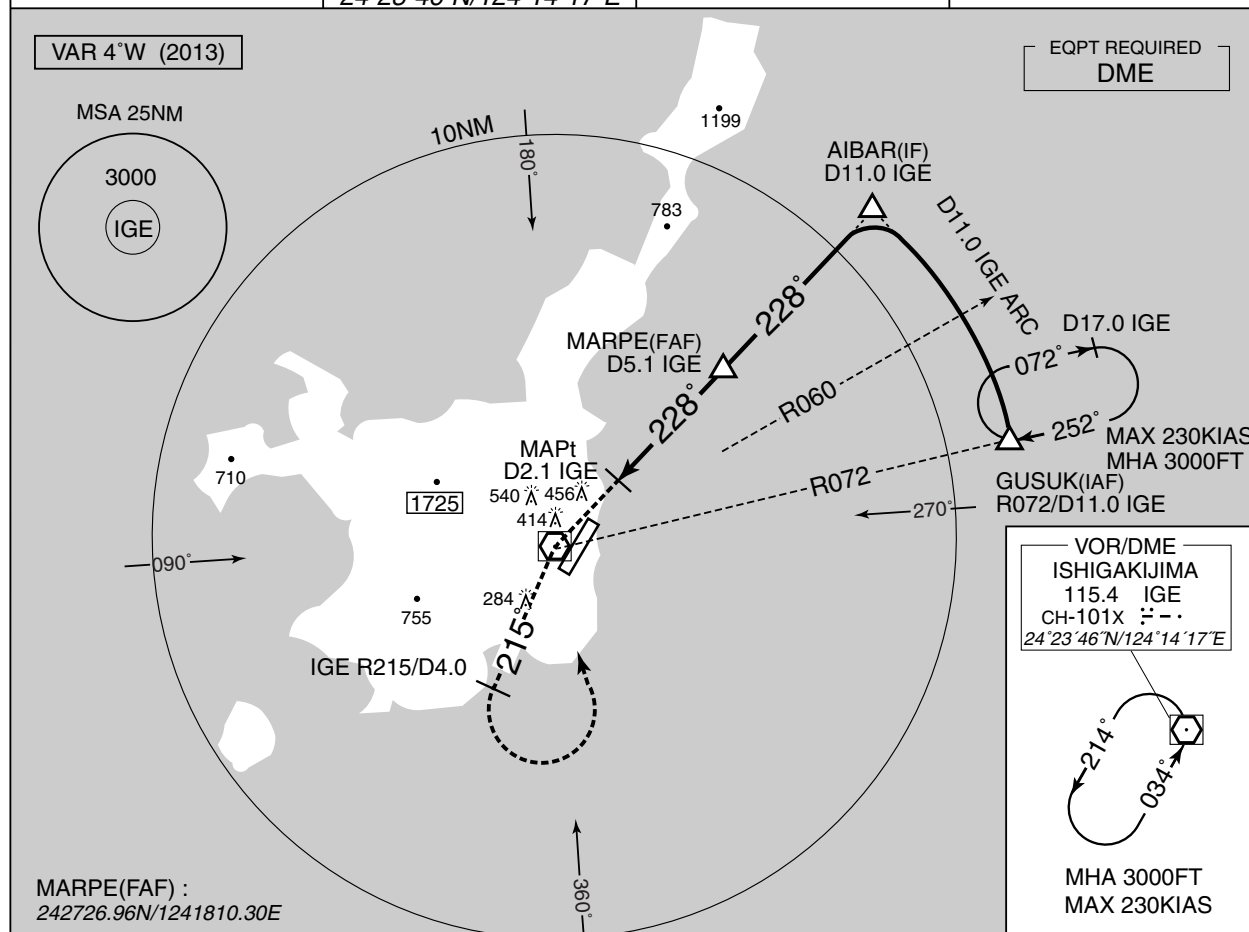 VAR 4°W (2013)
EQPT REQUIRED
DME
MSA 25NM
3000
IGE
10NM
180°
1199
783
AIBAR(IF)
D11.0 IGE
D11.0 IGE ARC
228°
MARPE(FAF)
D5.1 IGE
228°
R060
D17.0 IGE
072°
252°
MAX 230KIAS
MHA 3000FT
GUSUK(IAF)
R072/D11.0 IGE
R072
270°
MAPt
D2.1 IGE
540
456
414
710
1725
090°
755
284
215°
IGE R215/D4.0
360°
VOR/DME
ISHIGAKIJIMA
115.4 IGE
CH-101X
24°23´46˝N/124°14´17˝E
214°
034°
MHA 3000FT
MAX 230KIAS
MARPE(FAF) :
242726.96N/1241810.30E